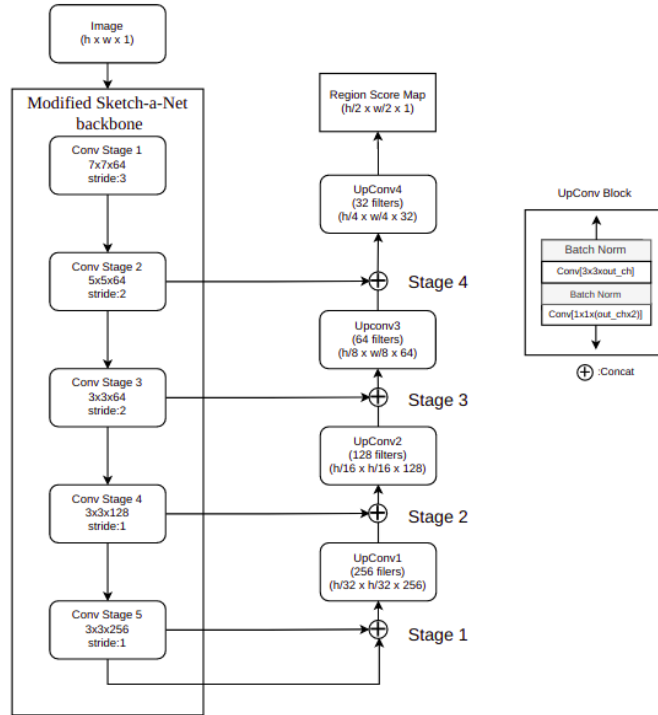 Image
(h x w x 1)
Modified Sketch-a-Net
backbone
Conv Stage 1
7x7x64
stride:3
Conv Stage 2
5x5x64
stride:2
Conv Stage 3
3x3x64
stride:2
Conv Stage 4
3x3x128
stride:1
Conv Stage 5
3x3x256
stride:1
Region Score Map
(h/2 x w/2 x 1)
UpConv4
(32 filters)
(h/4 x w/4 x 32)
Stage 4
Upconv3
(64 filters)
(h/8 x w/8 x 64)
Stage 3
UpConv2
(128 filters)
(h/16 x h/16 x 128)
Stage 2
UpConv1
(256 filers)
(h/32 x h/32 x 256)
Stage 1
UpConv Block
Batch Norm
Conv[3x3xout_ch]
Batch Norm
Conv[1x1x(out_chx2)]
:Concat